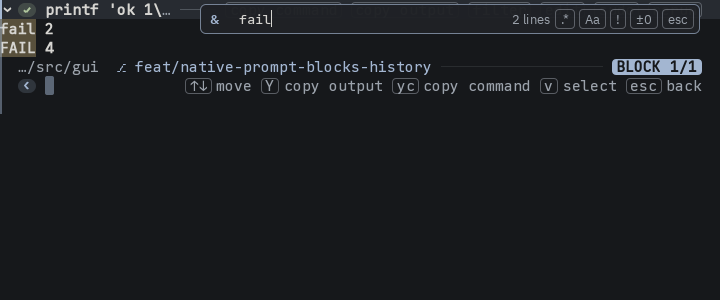 printf 'ok 1\…
& fail 2 lines .* Aa ! ±0 esc
fail 2
FAIL 4
…/src/gui feat/native-prompt-blocks-history BLOCK 1/1
↑↓ move Y copy output yc copy command v select esc back